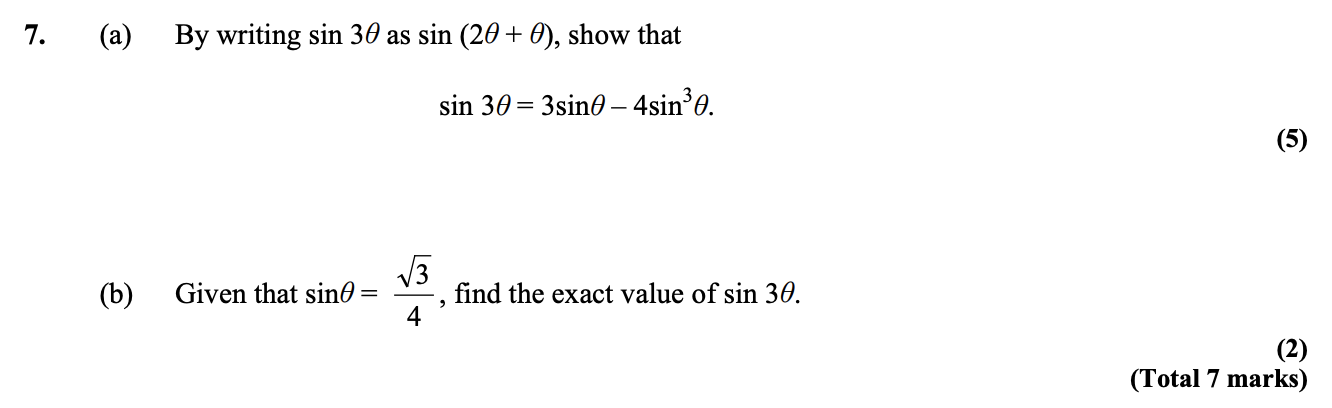 7. (a) By writing sin 3θ as sin (2θ + θ), show that
sin 3θ = 3sinθ – 4sin³θ.
(5)
(b) Given that sinθ = √3/4, find the exact value of sin 3θ.
(2)
(Total 7 marks)